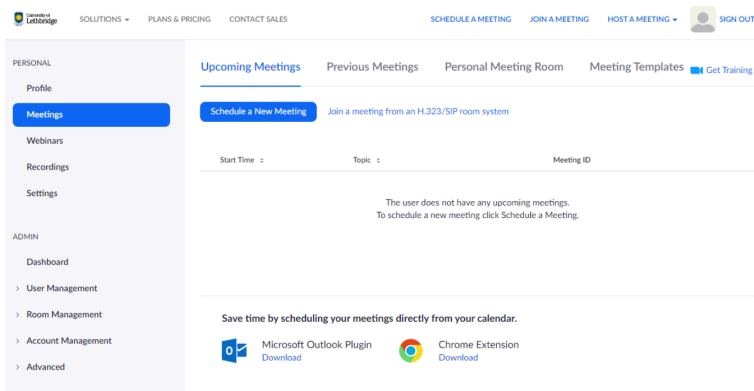 University of
Lethbridge
SOLUTIONS
PLANS & PRICING
CONTACT SALES
SCHEDULE A MEETING
JOIN A MEETING
HOST A MEETING
SIGN OUT
PERSONAL
Profile
Meetings
Webinars
Recordings
Settings
ADMIN
Dashboard
User Management
Room Management
Account Management
Advanced
Upcoming Meetings
Previous Meetings
Personal Meeting Room
Meeting Templates
Get Training
Schedule a New Meeting
Join a meeting from an H.323/SIP room system
Start Time
Topic
Meeting ID
The user does not have any upcoming meetings.
To schedule a new meeting click Schedule a Meeting.
Save time by scheduling your meetings directly from your calendar.
Microsoft Outlook Plugin
Download
Chrome Extension
Download